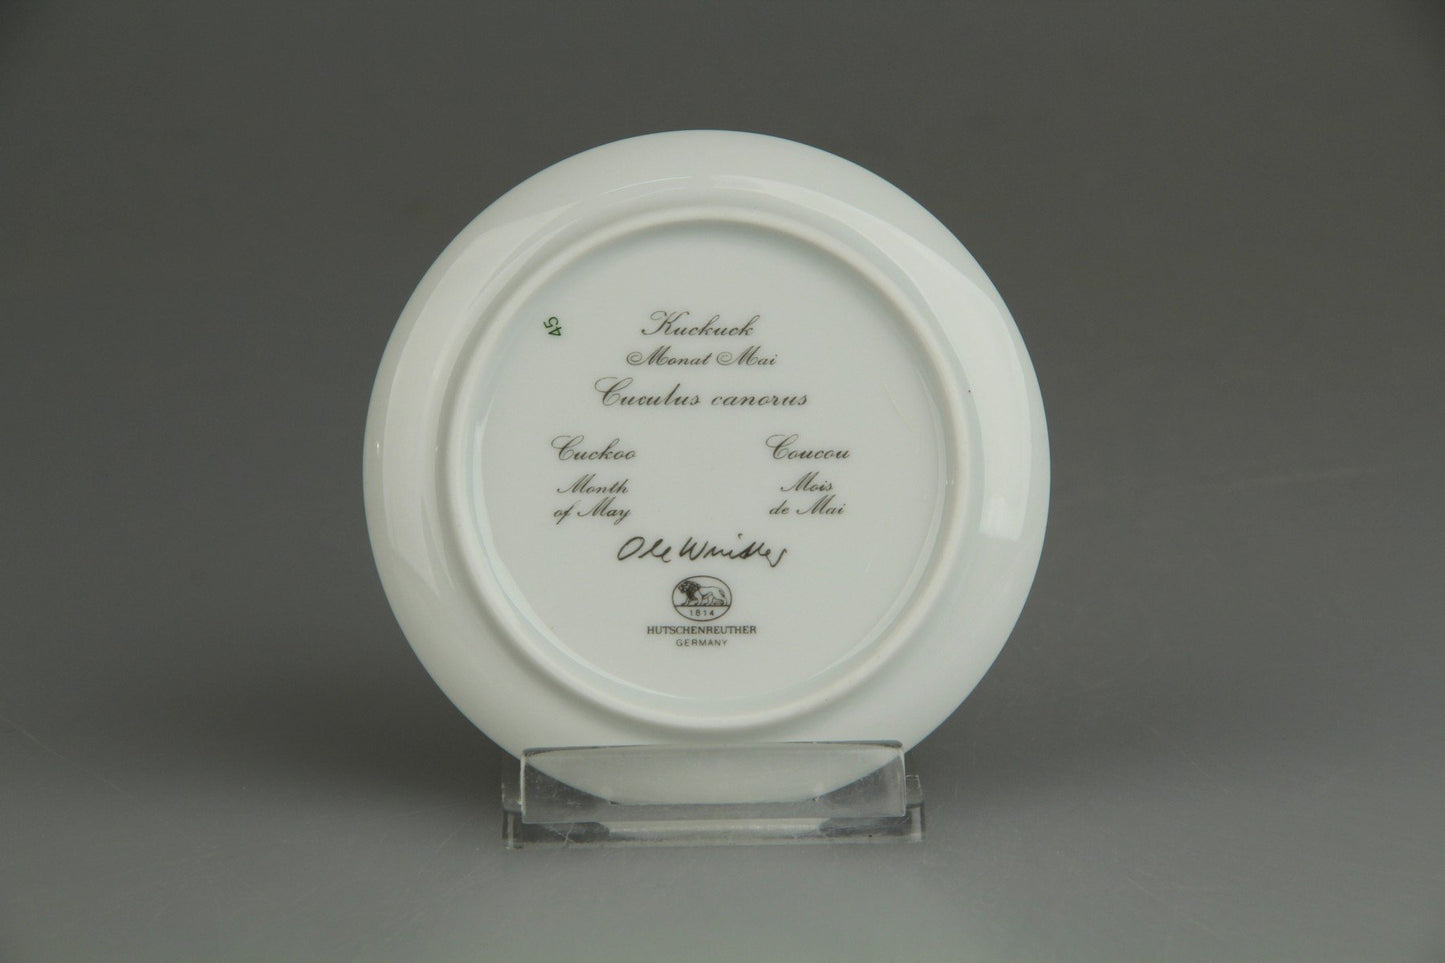 45
Kuckuck
Monat Mai
Cuculus canorus
Cuckoo
Month
of May
Coucou
Mois
de Mai
Ole Winther
1814
HUTSCHENREUTHER
GERMANY